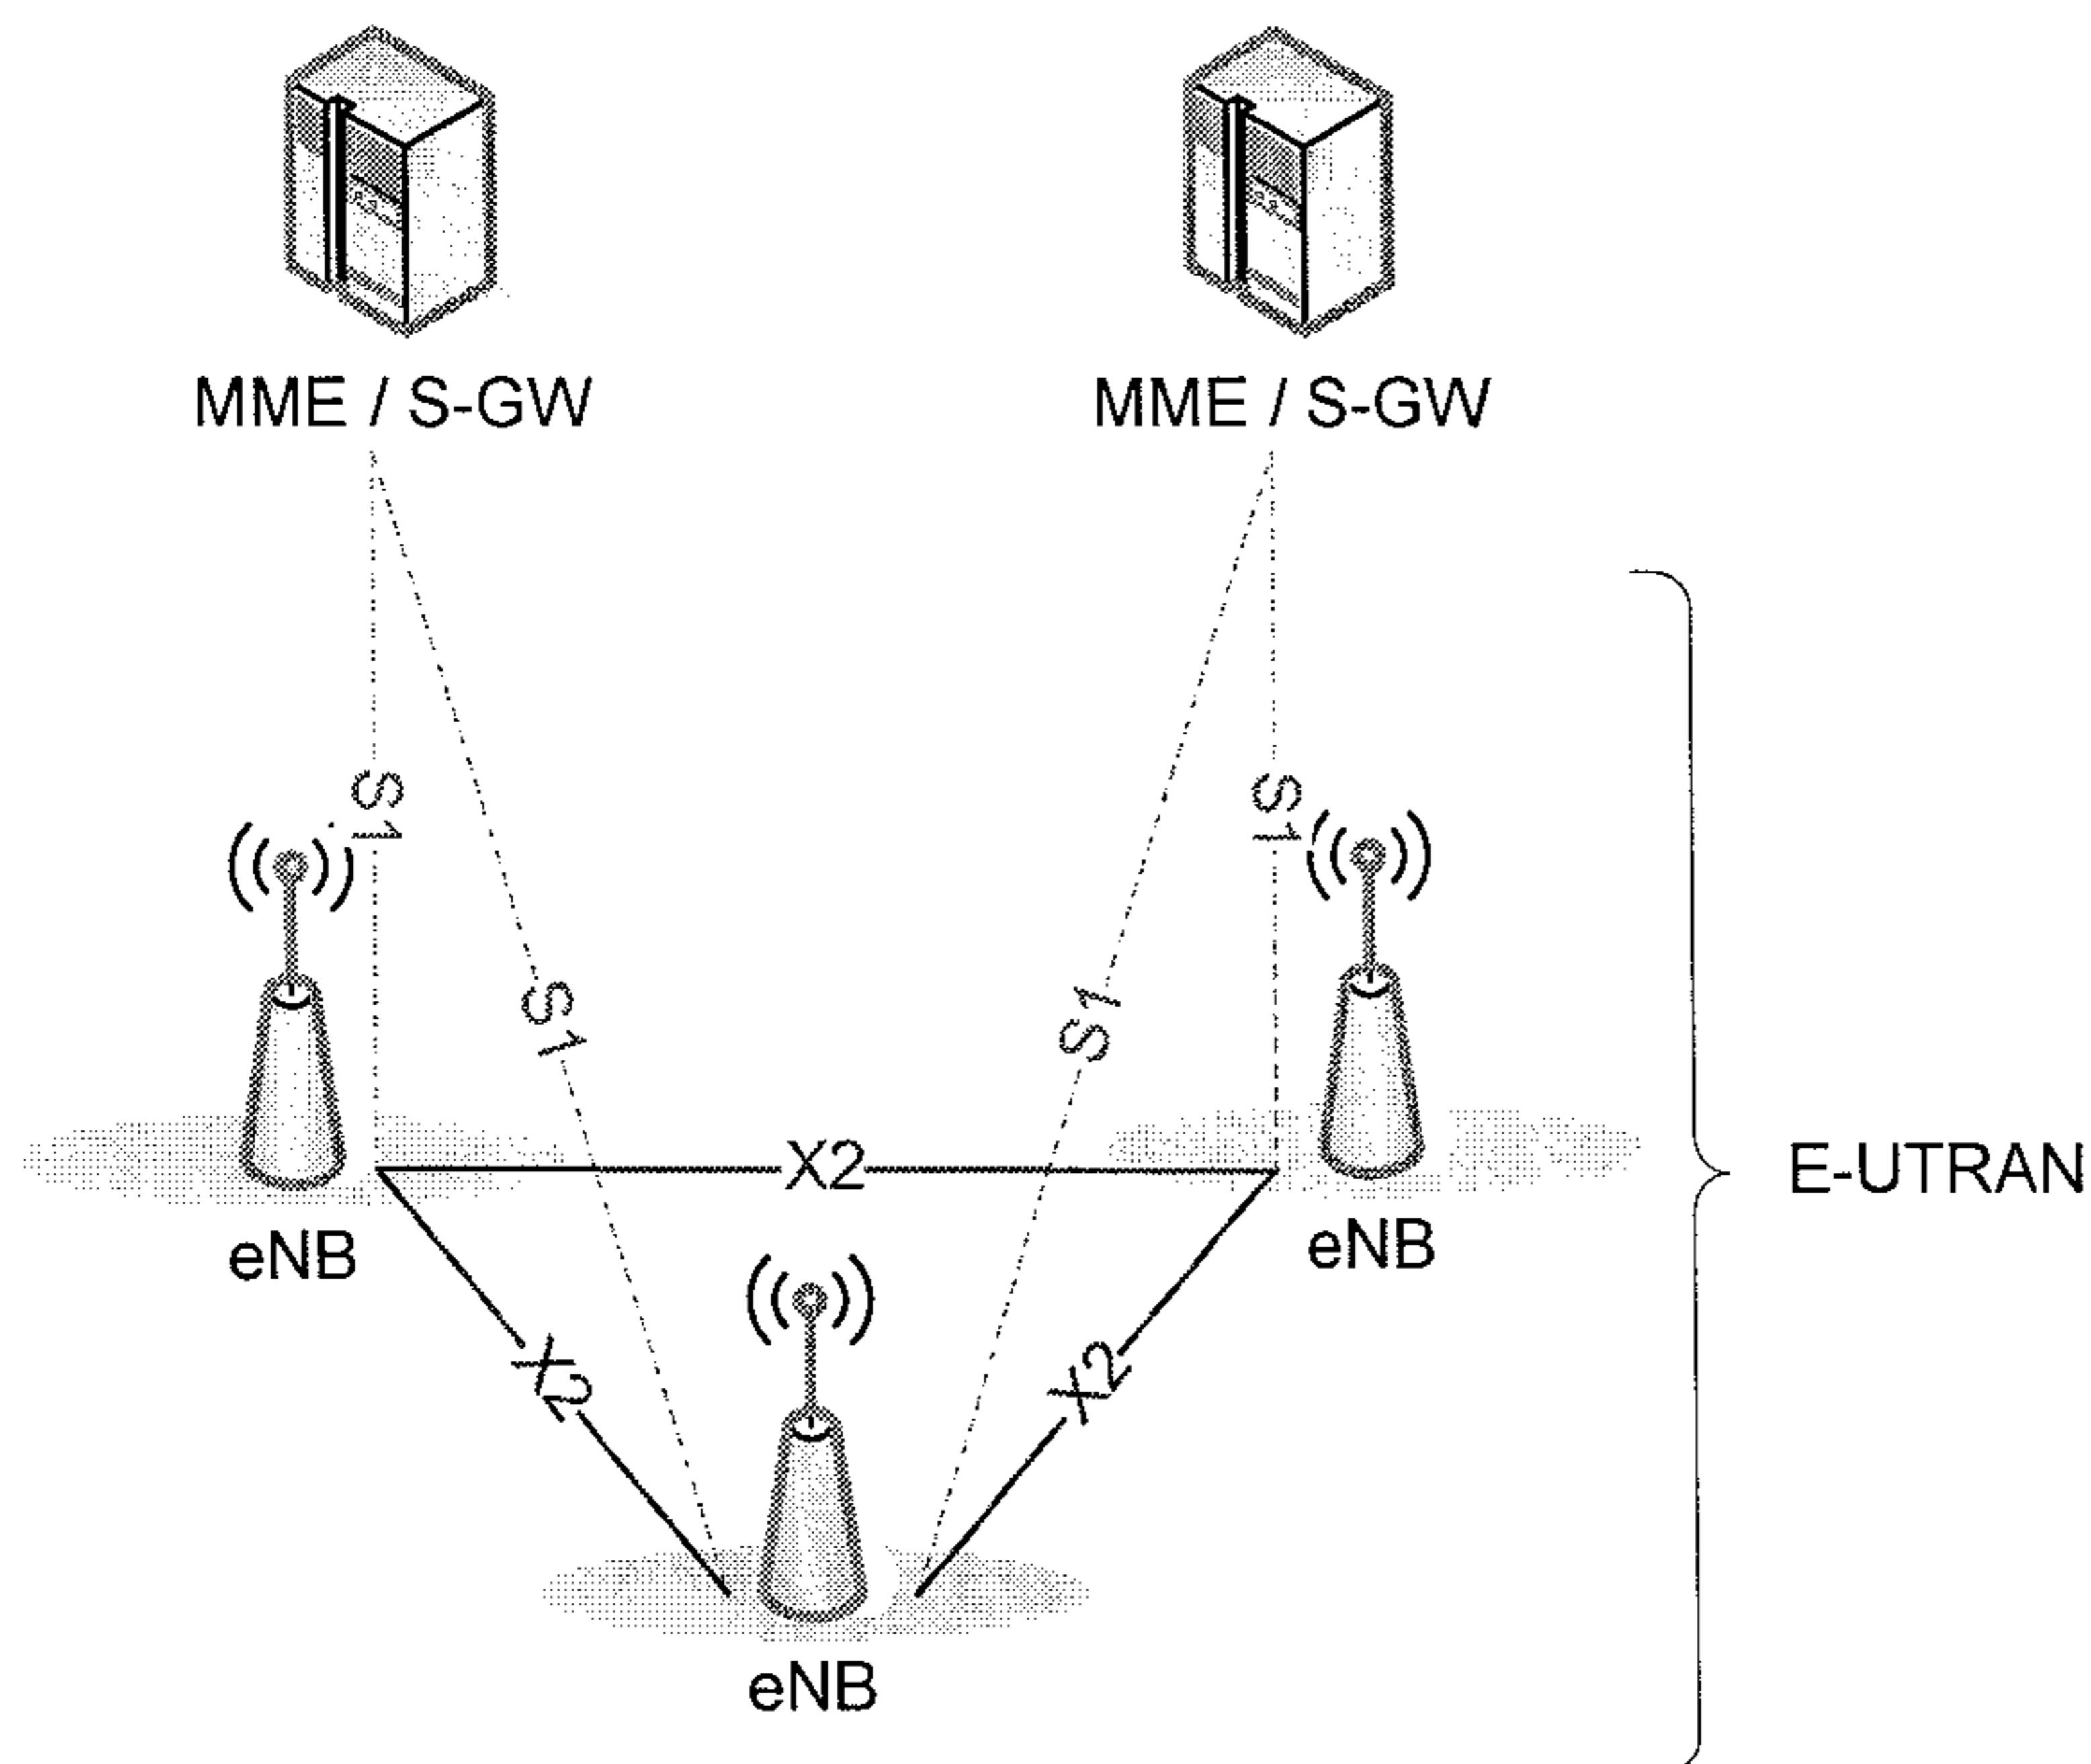 MME / S-GW
MME / S-GW
S1
S1
S1
S1
X2
E-UTRAN
eNB
eNB
X2
X2
eNB